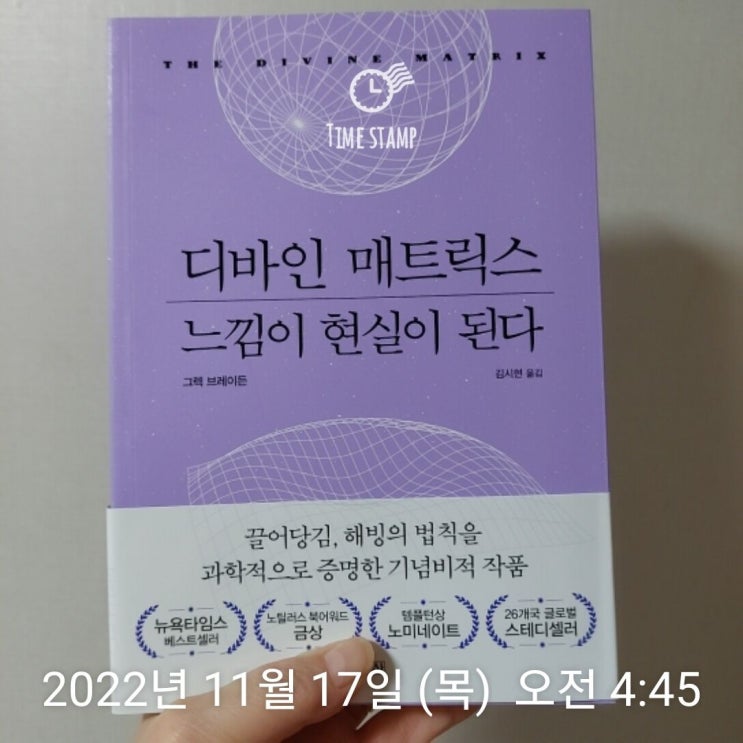 THE DIVINE MATRIX
TIME STAMP
디바인 매트릭스
느낌이 현실이 된다
그렉 브레이든
김시현 옮김
끌어당김, 해빙의 법칙을
과학적으로 증명한 기념비적 작품
뉴욕타임스
베스트셀러
노틸러스 북어워드
금상
템플턴상
노미네이트
26개국 글로벌
스테디셀러
2022년 11월 17일 (목) 오전 4:45